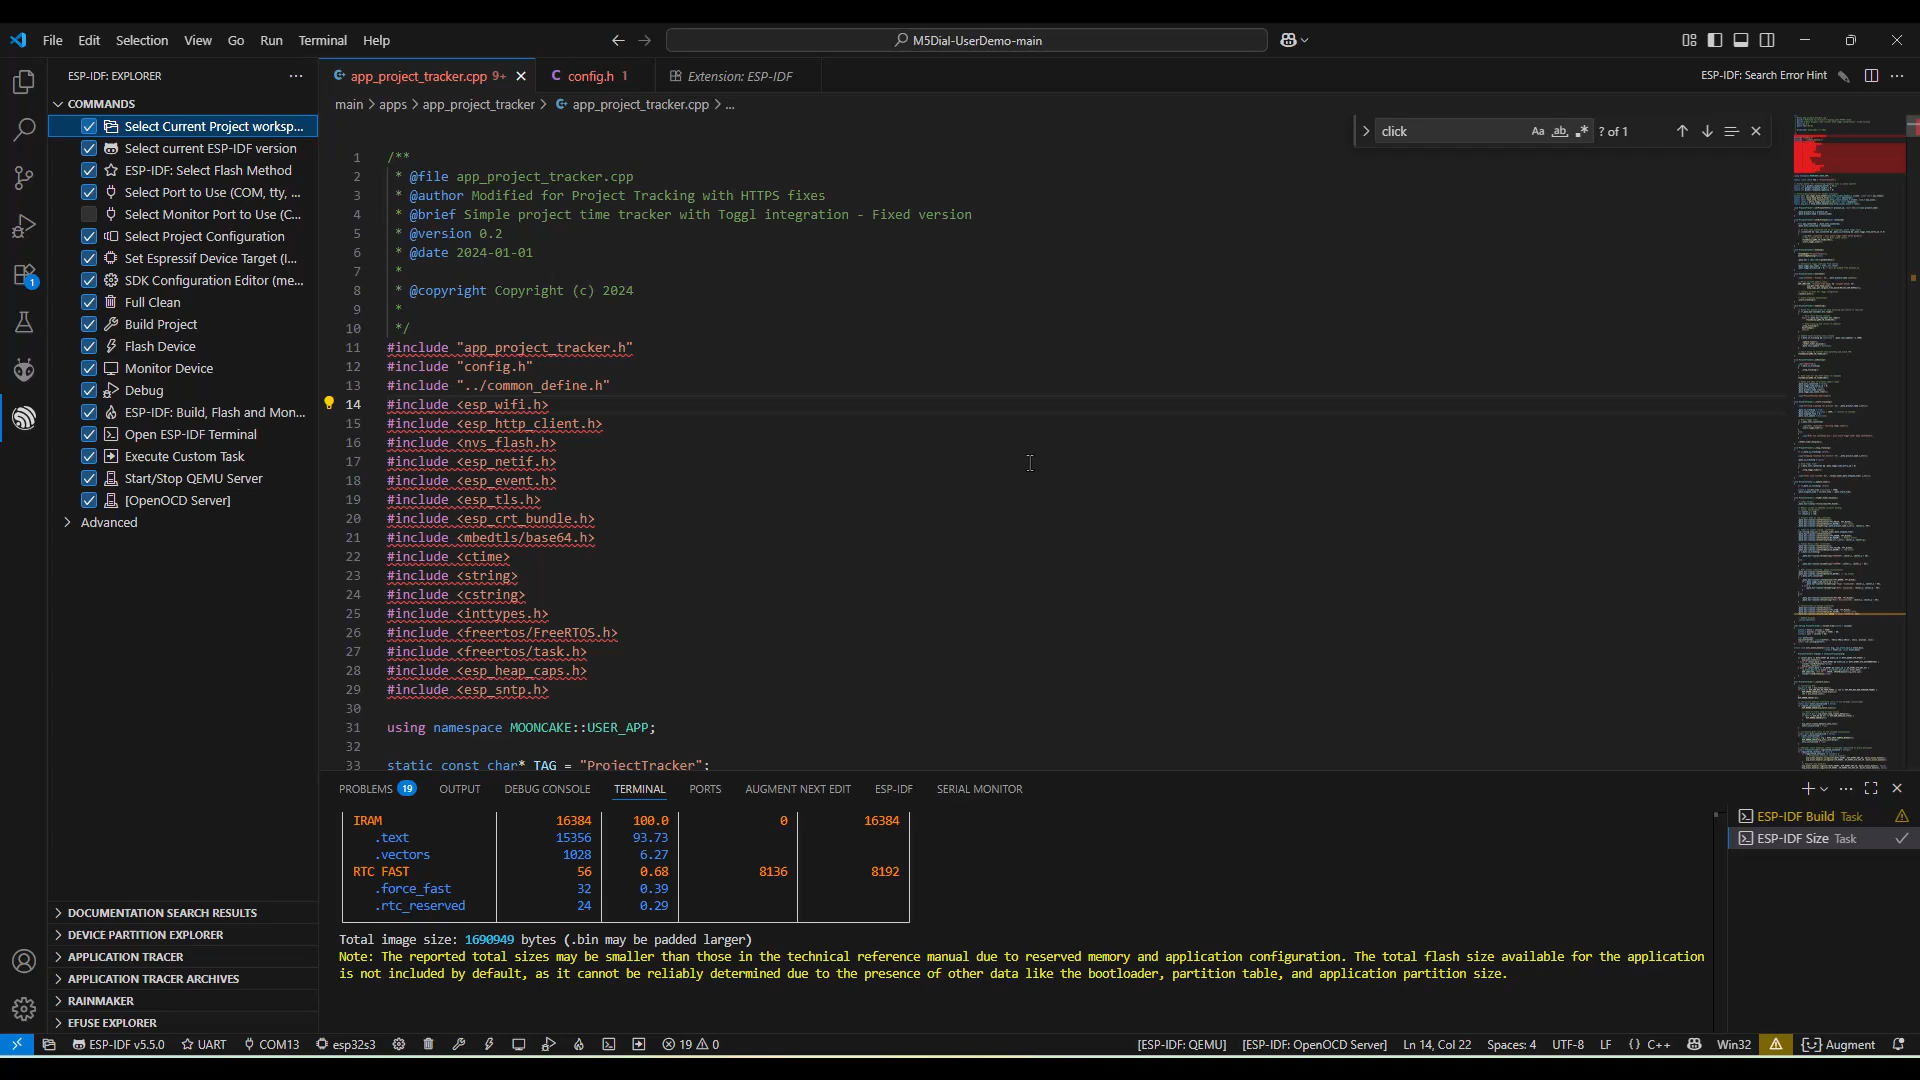 File Edit Selection View Go Run Terminal Help
M5Dial-UserDemo-main
ESP-IDF: EXPLORER
COMMANDS
Select Current Project worksp...
Select current ESP-IDF version
ESP-IDF: Select Flash Method
Select Port to Use (COM, tty, ...
Select Monitor Port to Use (C...
Select Project Configuration
Set Espressif Device Target (I...
SDK Configuration Editor (me...
Full Clean
Build Project
Flash Device
Monitor Device
Debug
ESP-IDF: Build, Flash and Mon...
Open ESP-IDF Terminal
Execute Custom Task
Start/Stop QEMU Server
[OpenOCD Server]
Advanced
DOCUMENTATION SEARCH RESULTS
DEVICE PARTITION EXPLORER
APPLICATION TRACER
APPLICATION TRACER ARCHIVES
RAINMAKER
EFUSE EXPLORER
1
app_project_tracker.cpp 9+ config.h 1 Extension: ESP-IDF
ESP-IDF: Search Error Hint
main > apps > app_project_tracker > app_project_tracker.cpp > ...
click Aa ab ? of 1
1 /**
2 * @file app_project_tracker.cpp
3 * @author Modified for Project Tracking with HTTPS fixes
4 * @brief Simple project time tracker with Toggl integration - Fixed version
5 * @version 0.2
6 * @date 2024-01-01
7 *
8 * @copyright Copyright (c) 2024
9 *
10 */
11 #include "app_project_tracker.h"
12 #include "config.h"
13 #include "../common_define.h"
14 #include <esp_wifi.h>
15 #include <esp_http_client.h>
16 #include <nvs_flash.h>
17 #include <esp_netif.h>
18 #include <esp_event.h>
19 #include <esp_tls.h>
20 #include <esp_crt_bundle.h>
21 #include <mbedtls/base64.h>
22 #include <ctime>
23 #include <string>
24 #include <cstring>
25 #include <inttypes.h>
26 #include <freertos/FreeRTOS.h>
27 #include <freertos/task.h>
28 #include <esp_heap_caps.h>
29 #include <esp_sntp.h>
30
31 using namespace MOONCAKE::USER_APP;
32
33 static const char* TAG = "ProjectTracker";
PROBLEMS 19 OUTPUT DEBUG CONSOLE TERMINAL PORTS AUGMENT NEXT EDIT ESP-IDF SERIAL MONITOR
IRAM 16384 100.0 0 16384
.text 15356 93.73
.vectors 1028 6.27
RTC FAST 56 0.68 8136 8192
.force_fast 32 0.39
.rtc_reserved 24 0.29
Total image size: 1690949 bytes (.bin may be padded larger)
Note: The reported total sizes may be smaller than those in the technical reference manual due to reserved memory and application configuration. The total flash size available for the application
is not included by default, as it cannot be reliably determined due to the presence of other data like the bootloader, partition table, and application partition size.
ESP-IDF Build Task
ESP-IDF Size Task
ESP-IDF v5.5.0 UART COM13 esp32s3 19 0 [ESP-IDF: QEMU] [ESP-IDF: OpenOCD Server] Ln 14, Col 22 Spaces: 4 UTF-8 LF {} C++ Win32 Augment